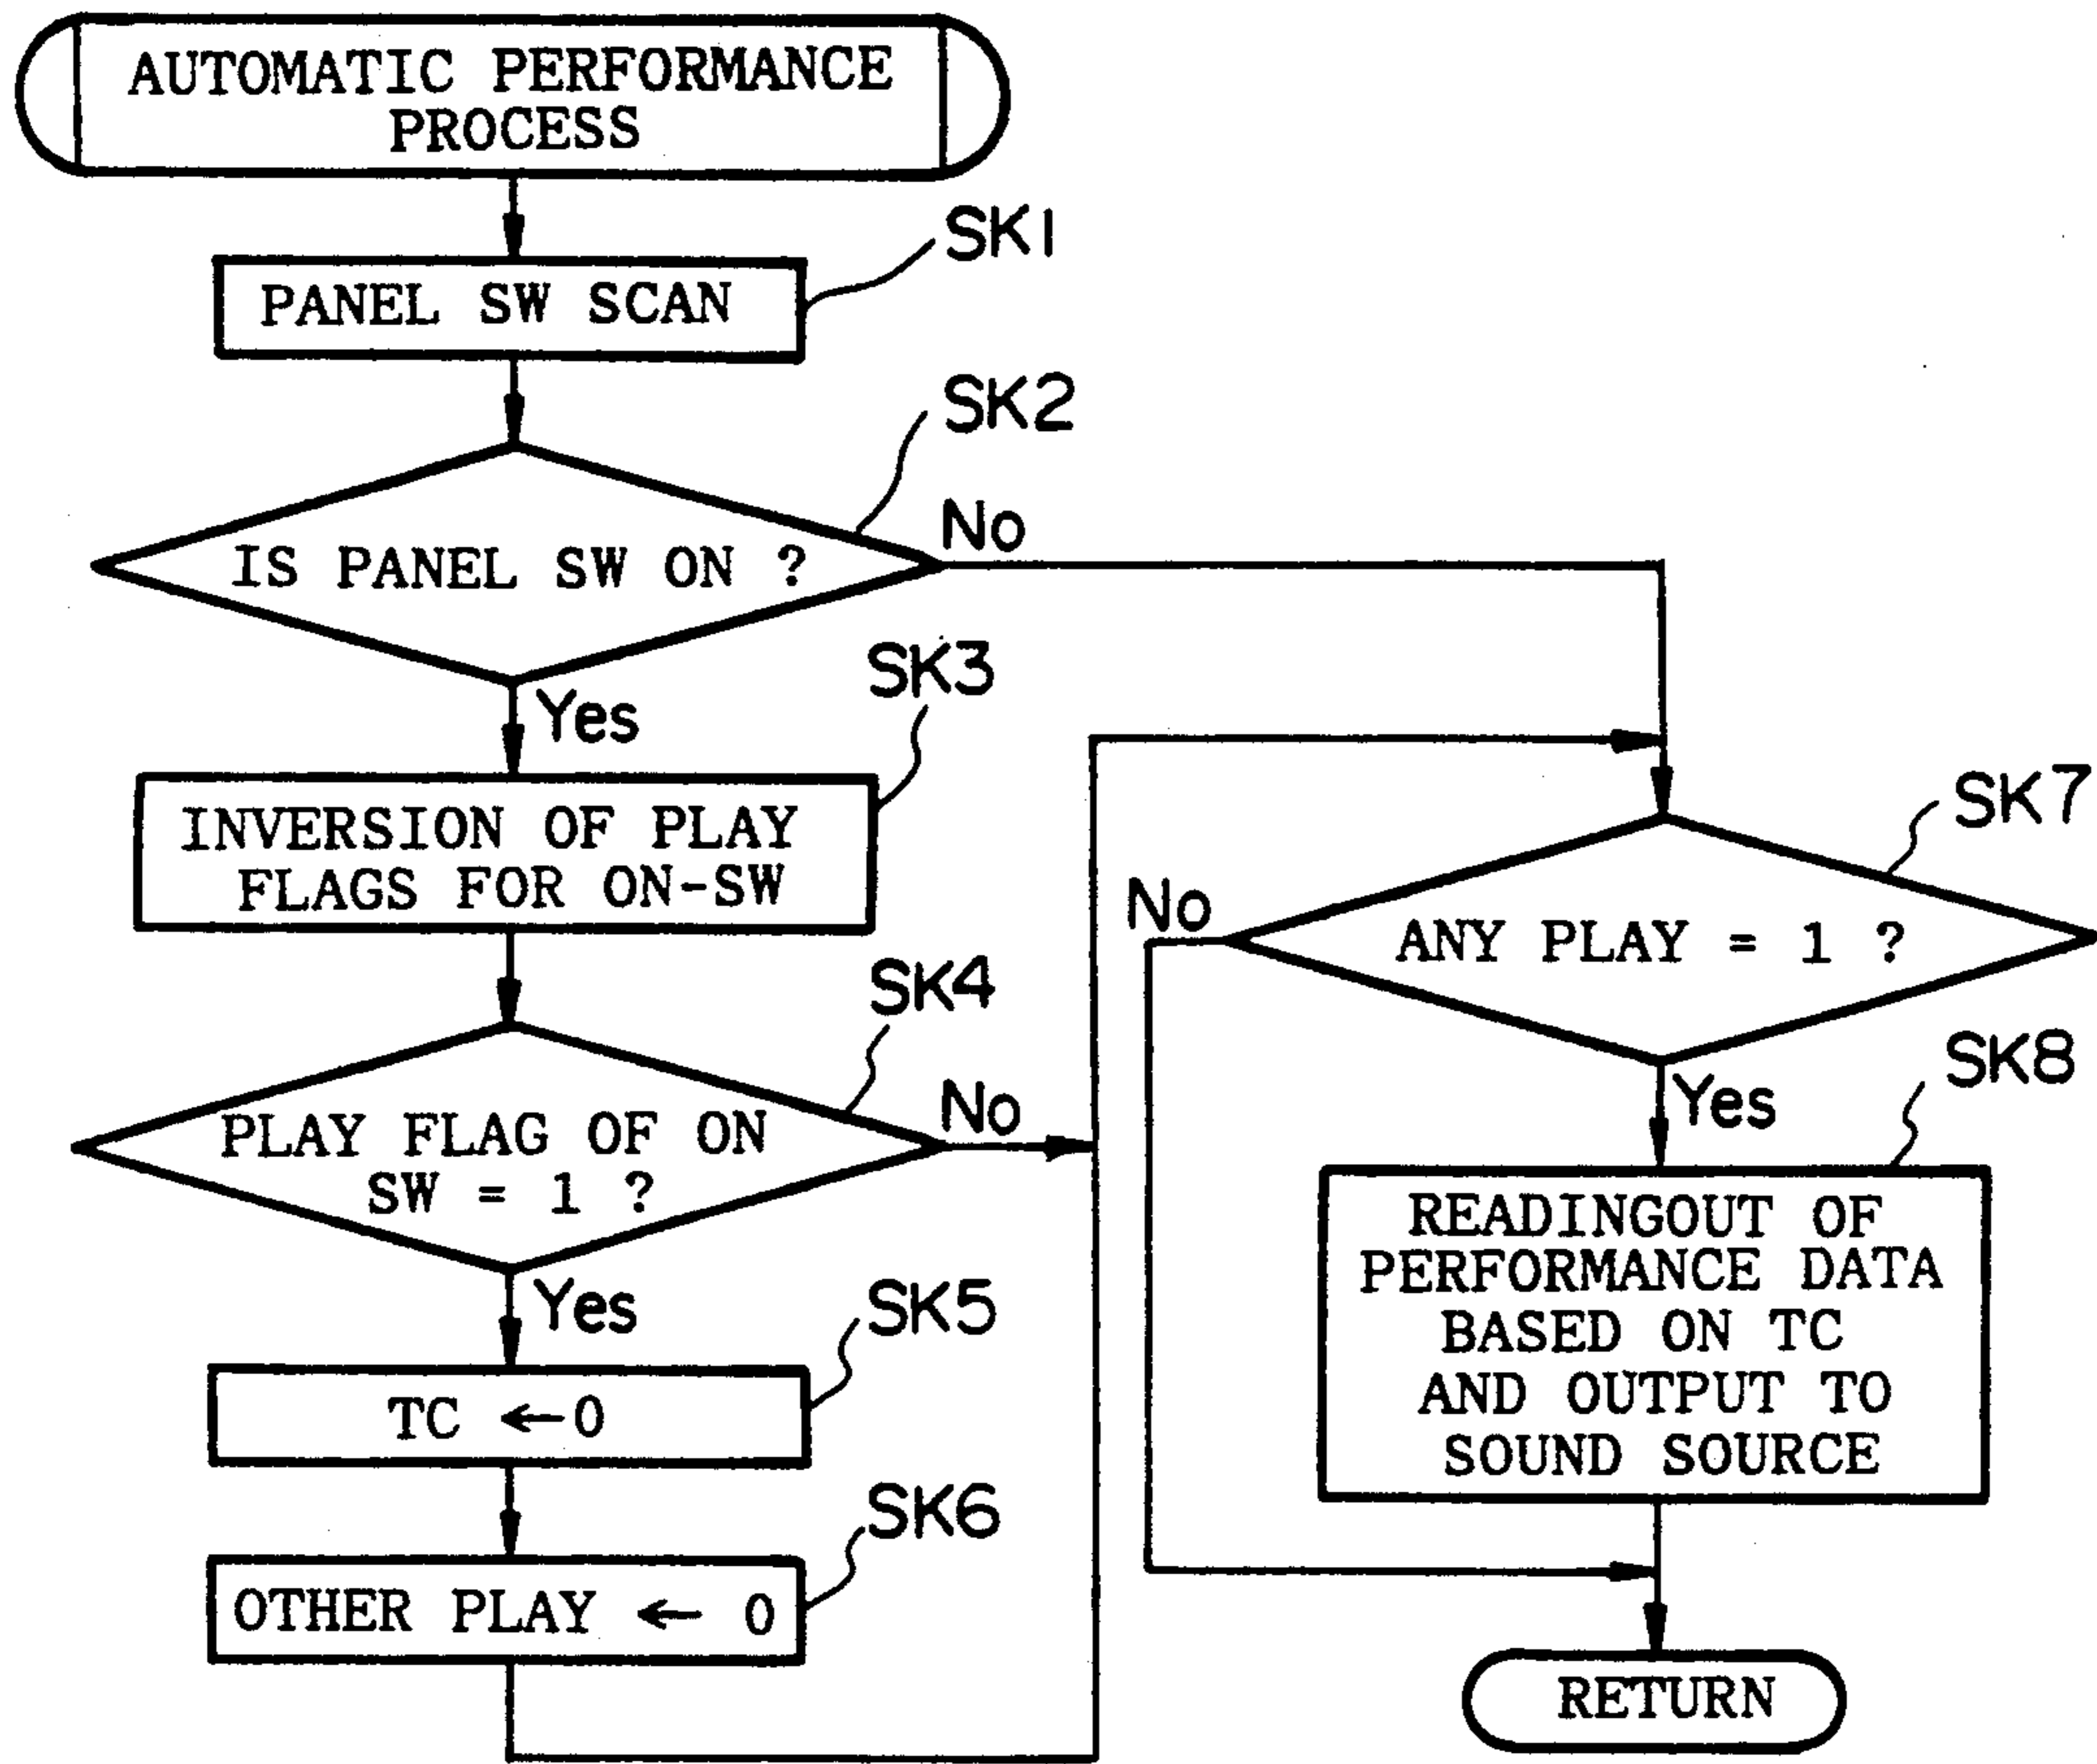 AUTOMATIC PERFORMANCE
PROCESS
SK1
PANEL SW SCAN
SK2
IS PANEL SW ON ?
No
Yes
SK3
INVERSION OF PLAY
FLAGS FOR ON-SW
SK4
PLAY FLAG OF ON
SW = 1 ?
No
Yes
SK5
TC ←0
SK6
OTHER PLAY ← 0
SK7
ANY PLAY = 1 ?
No
Yes
SK8
READINGOUT OF
PERFORMANCE DATA
BASED ON TC
AND OUTPUT TO
SOUND SOURCE
RETURN